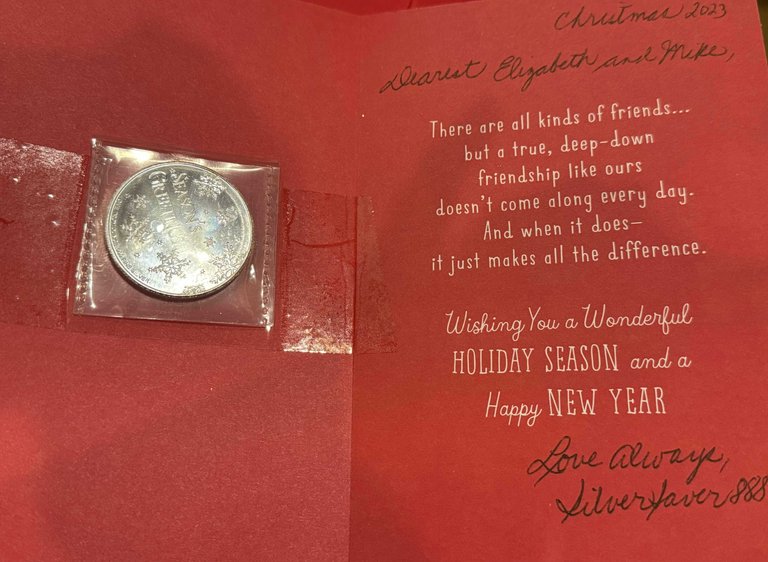 SEASON'S
GREETINGS
Christmas 2023
Dearest Elizabeth and Mike,
There are all kinds of friends...
but a true, deep-down
friendship like ours
doesn't come along every day.
And when it does—
it just makes all the difference.
Wishing You a Wonderful
HOLIDAY SEASON and a
Happy NEW YEAR
Love Always,
SilverSaver888